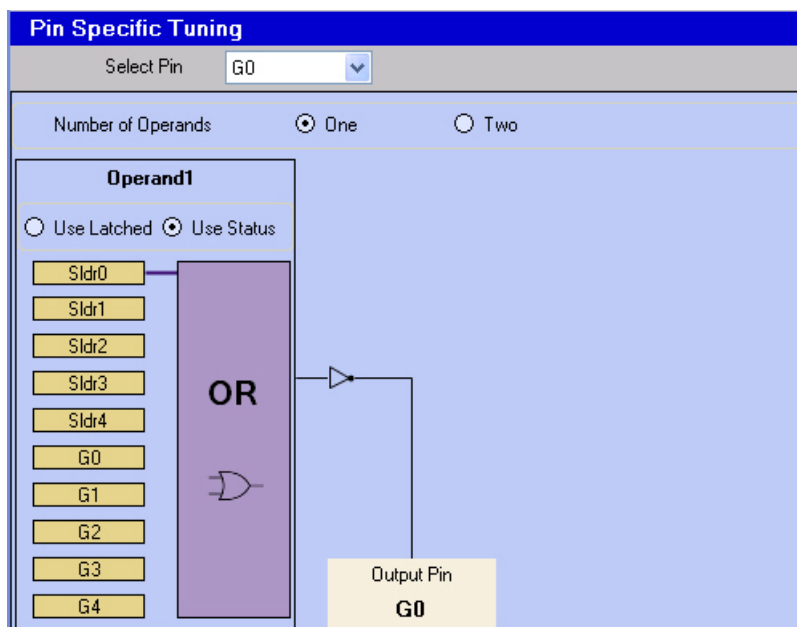 Pin Specific Tuning
Select Pin G0
Number of Operands One Two
Operand1
Use Latched Use Status
Sldr0
Sldr1
Sldr2
Sldr3
Sldr4
G0
G1
G2
G3
G4
OR
Output Pin
G0